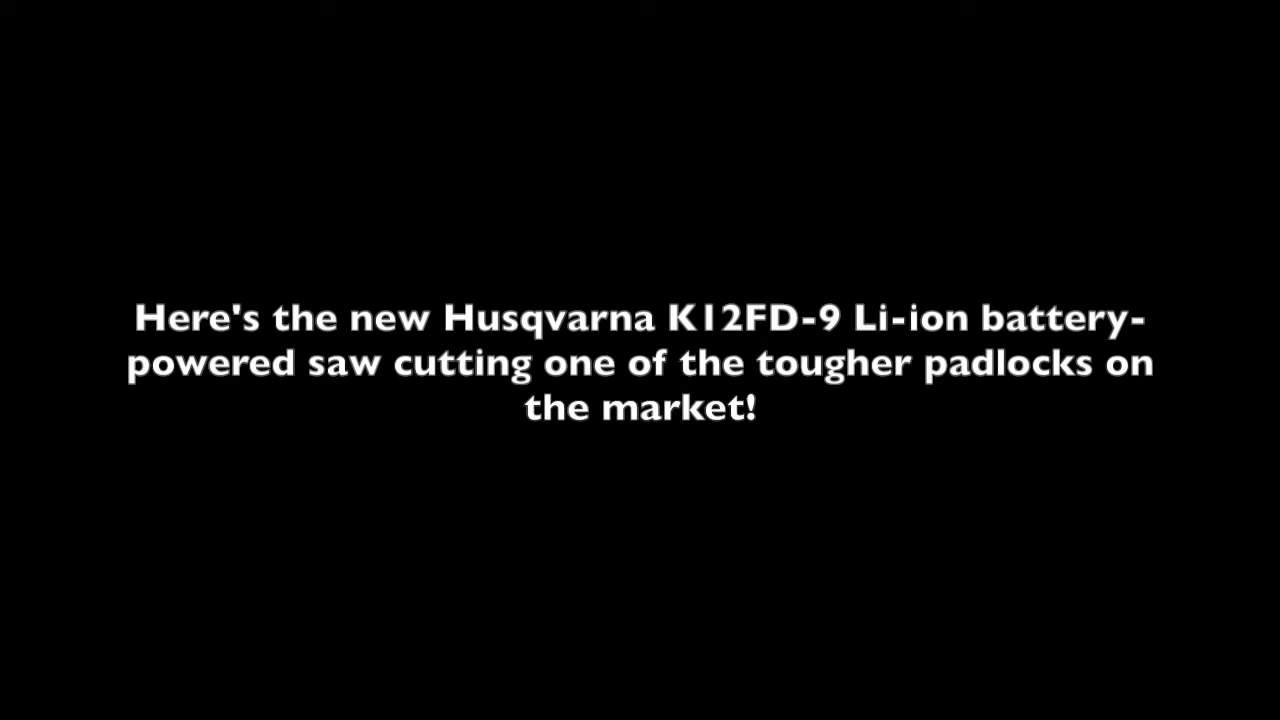 Here's the new Husqvarna K12FD-9 Li-ion battery-
powered saw cutting one of the tougher padlocks on
the market!